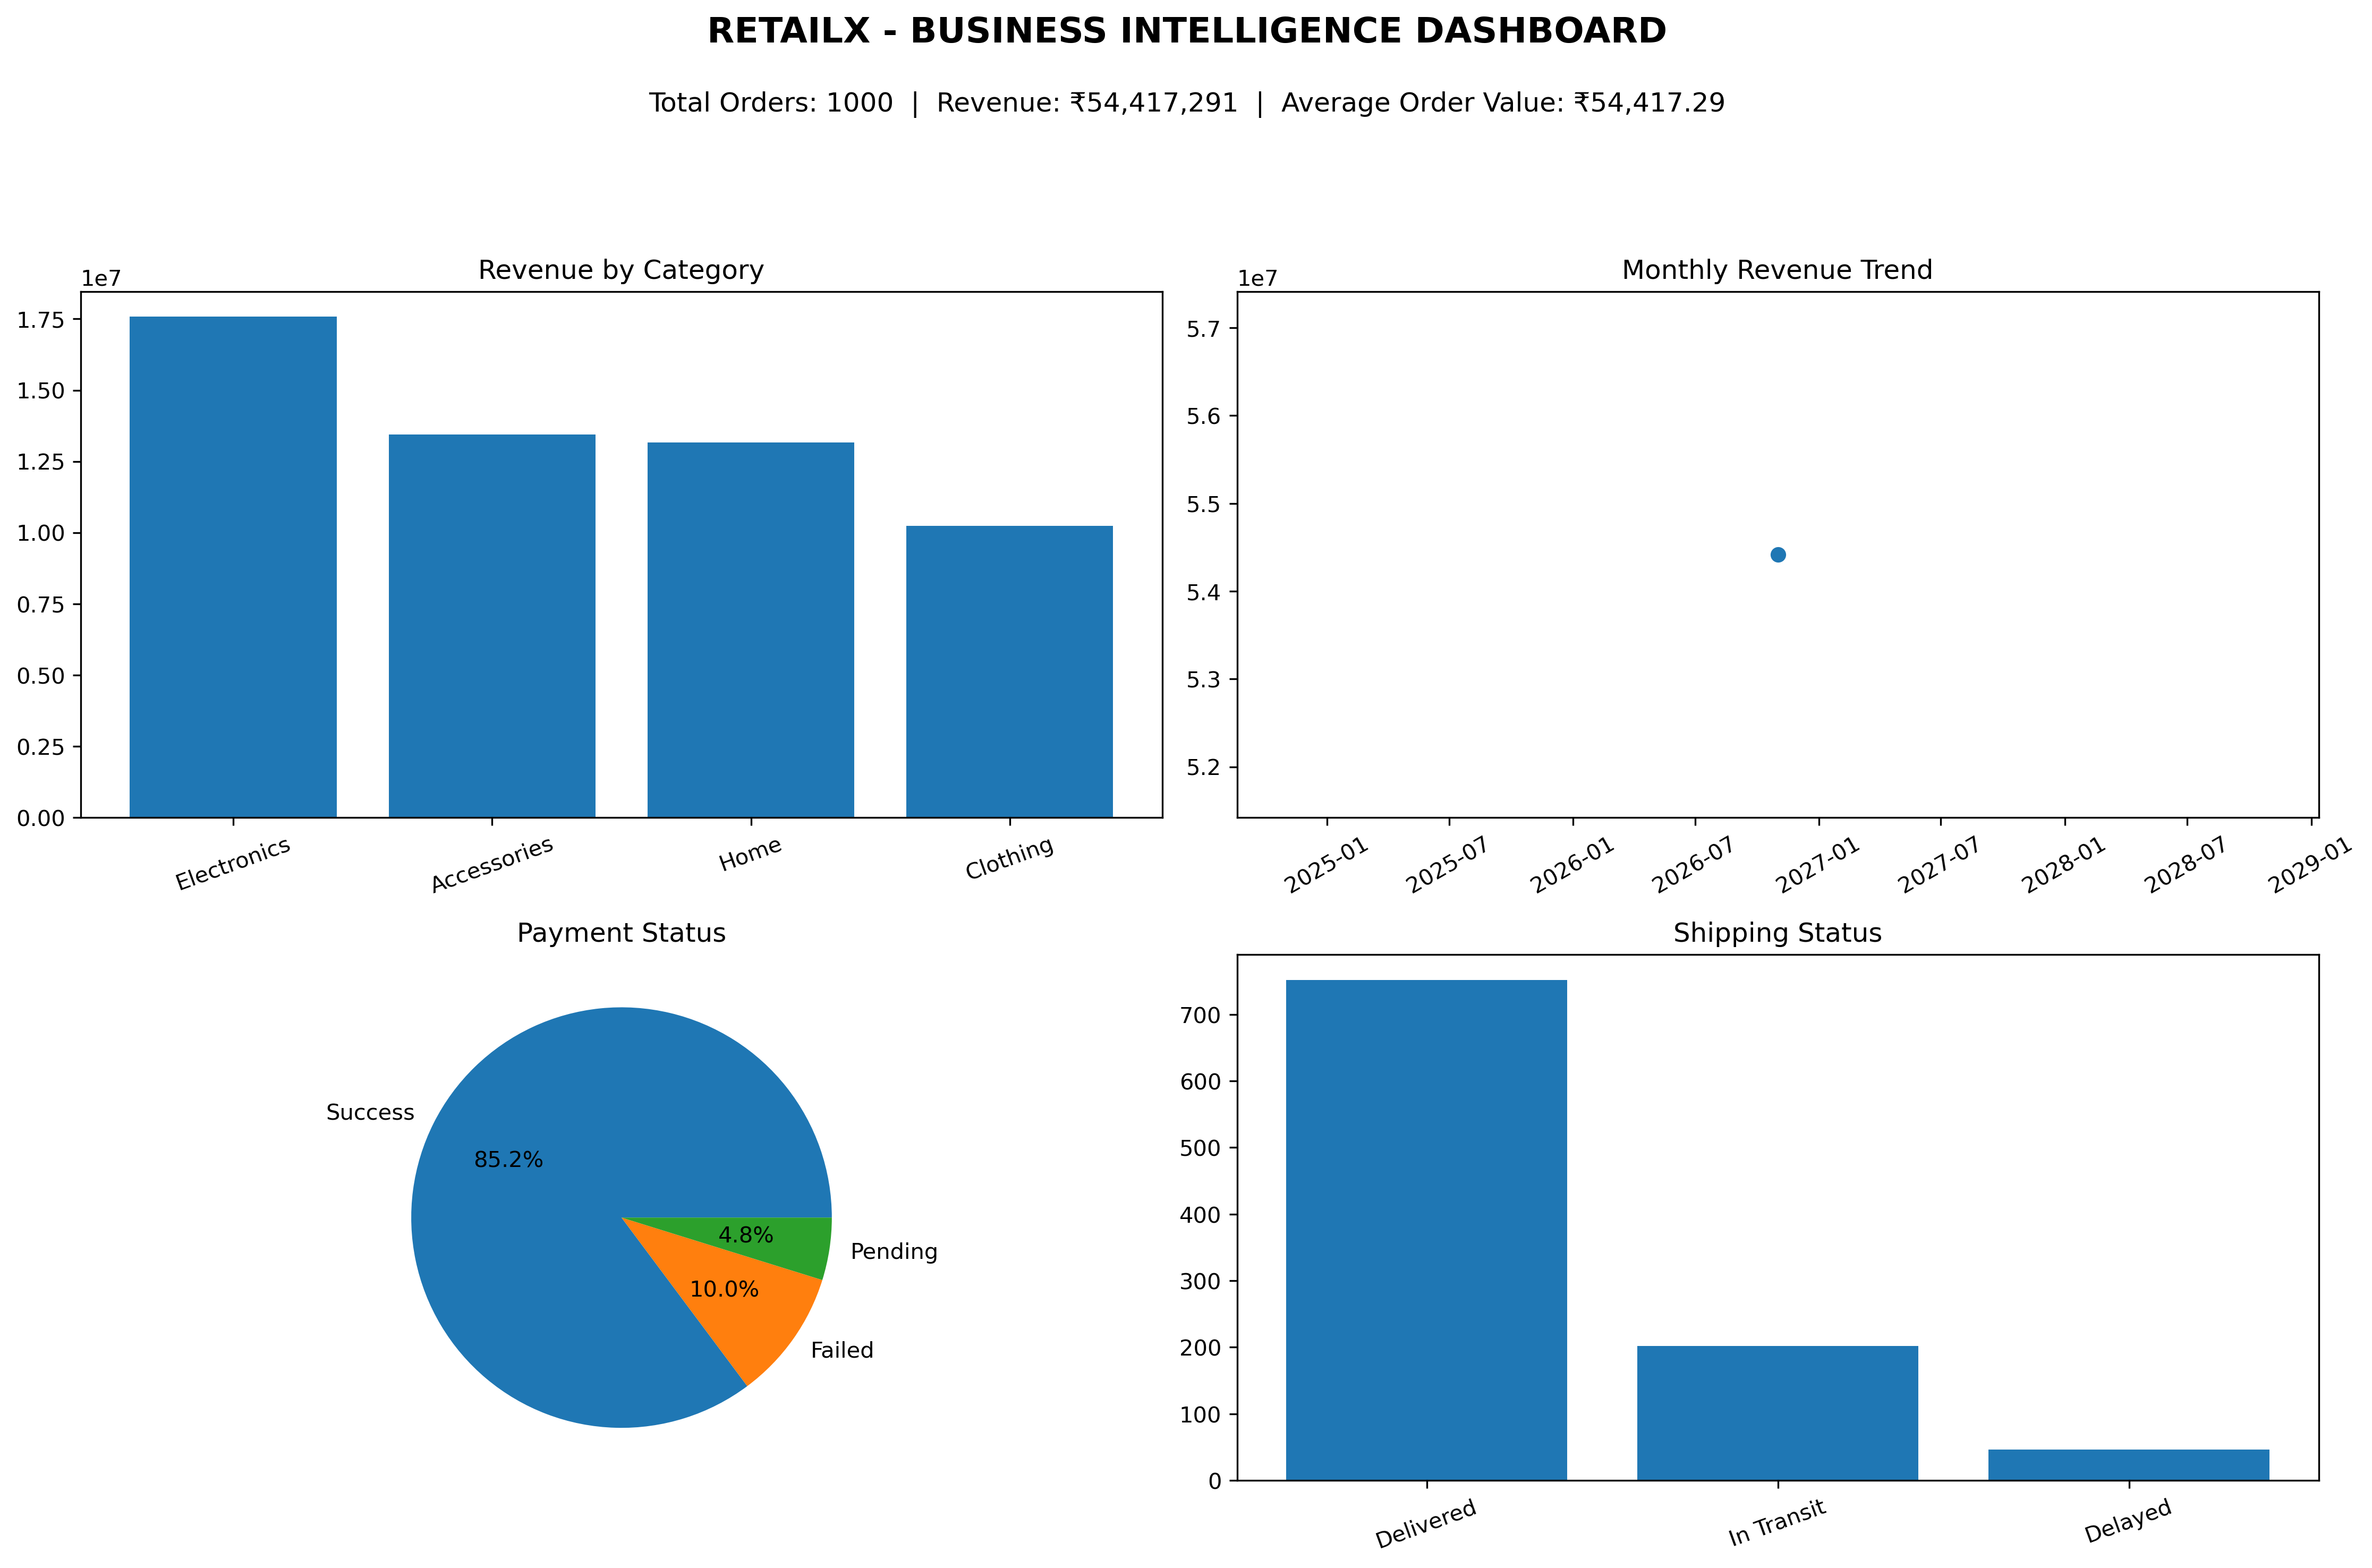 RETAILX - BUSINESS INTELLIGENCE DASHBOARD
Total Orders: 1000 | Revenue: ₹54,417,291 | Average Order Value: ₹54,417.29
Revenue by Category
1e7
1.75
1.50
1.25
1.00
0.75
0.50
0.25
0.00
Electronics
Accessories
Home
Clothing
Monthly Revenue Trend
1e7
5.7
5.6
5.5
5.4
5.3
5.2
2025-01
2025-07
2026-01
2026-07
2027-01
2027-07
2028-01
2028-07
2029-01
Payment Status
Success
85.2%
4.8%
Pending
10.0%
Failed
Shipping Status
700
600
500
400
300
200
100
0
Delivered
In Transit
Delayed